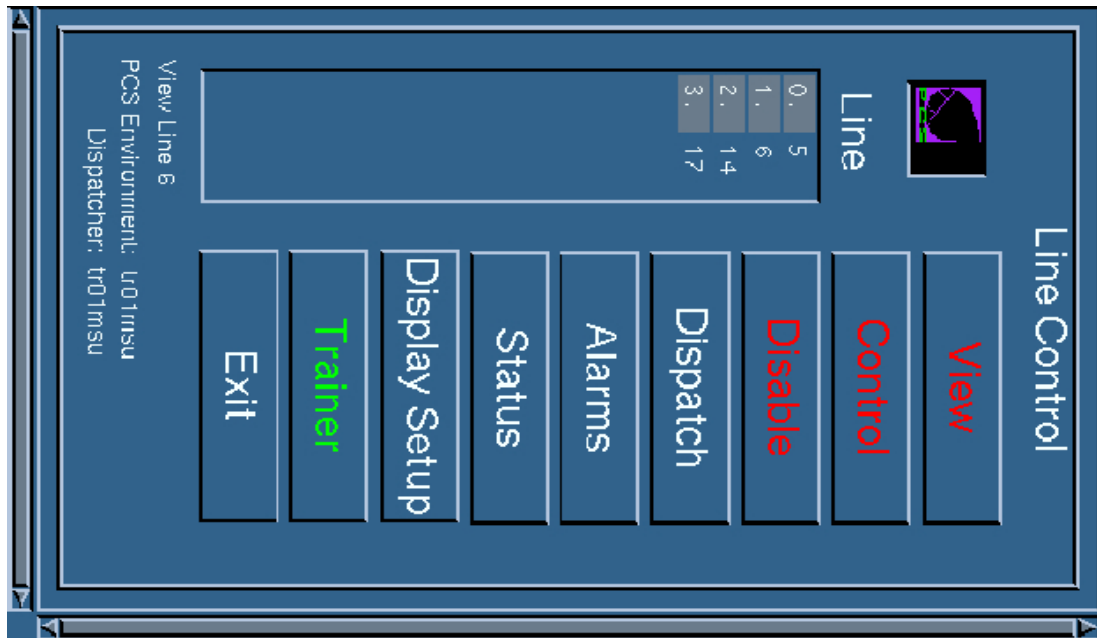 Line Control
Line
0. 5
1. 6
2. 14
3. 17
View
Control
Disable
Dispatch
Alarms
Status
Display Setup
Trainer
Exit
View Line 6
PCS Environment: tr01msu
Dispatcher: tr01msu